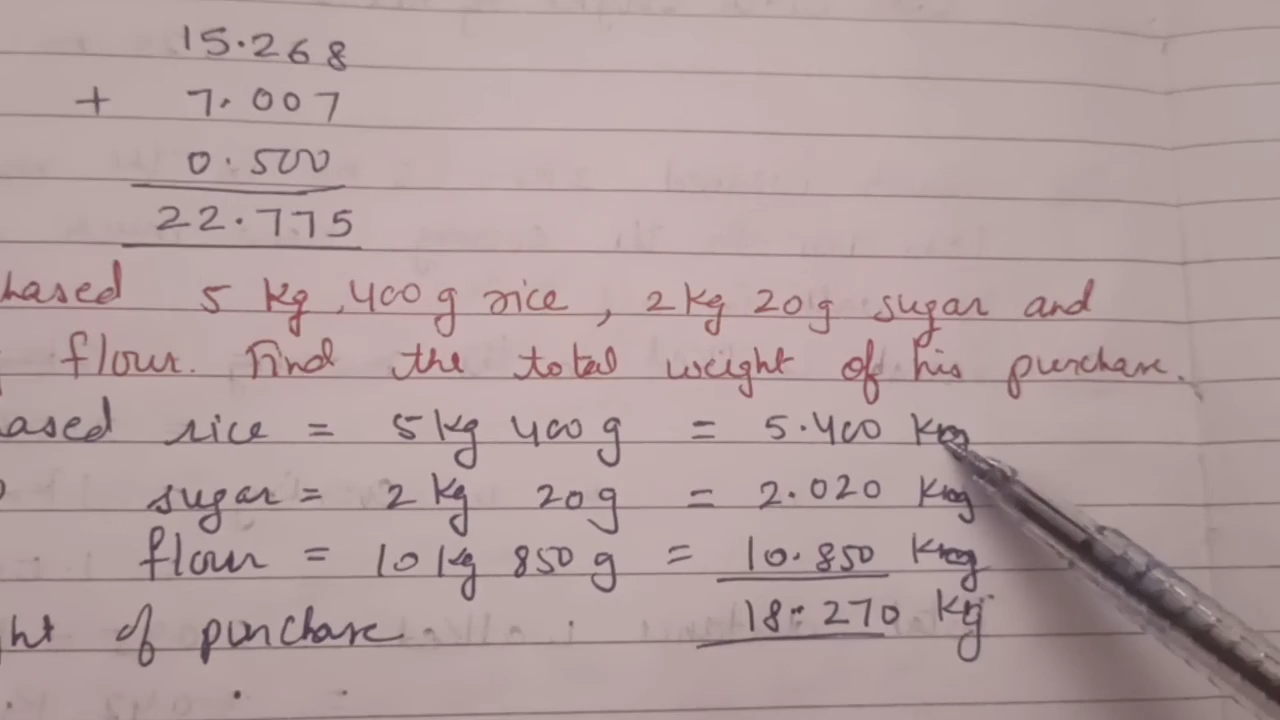 15.268
+ 7.007
0.500
22.775
hased 5 kg 400 g rice, 2 kg 20 g sugar and
flour. Find the total weight of his purchase.
ased rice = 5 kg 400 g = 5.400 kg
sugar = 2 kg 20 g = 2.020 kg
flour = 10 kg 850 g = 10.850 kg
ht of purchase 18.270 kg